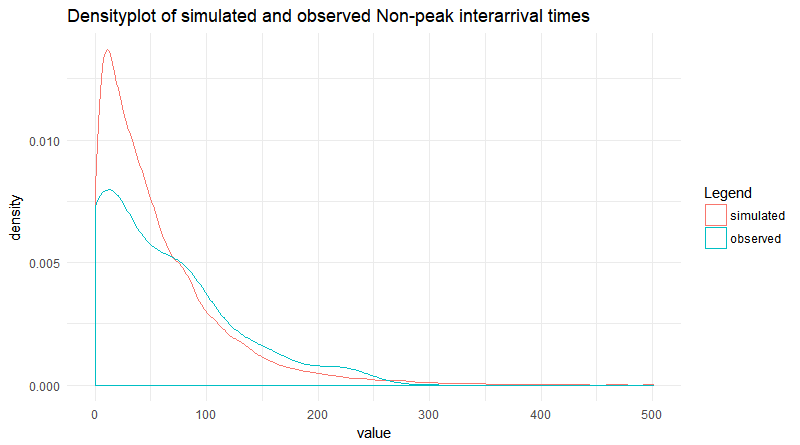 Densityplot of simulated and observed Non-peak interarrival times
0.010
0.005
0.000
density
0
100
200
300
400
500
value
Legend
simulated
observed